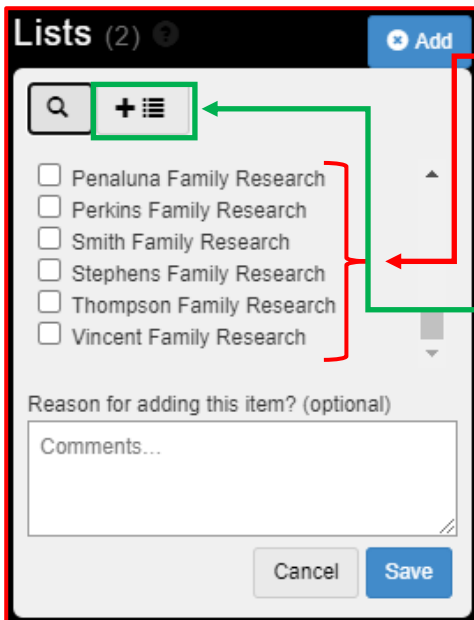 Lists (2) ?
Add
Penaluna Family Research
Perkins Family Research
Smith Family Research
Stephens Family Research
Thompson Family Research
Vincent Family Research
Reason for adding this item? (optional)
Comments...
Cancel Save